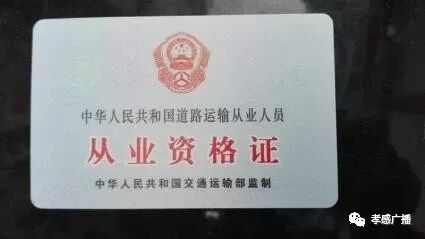 中华人民共和国道路运输从业人员
从业资格证
中华人民共和国交通运输部监制
孝感广播